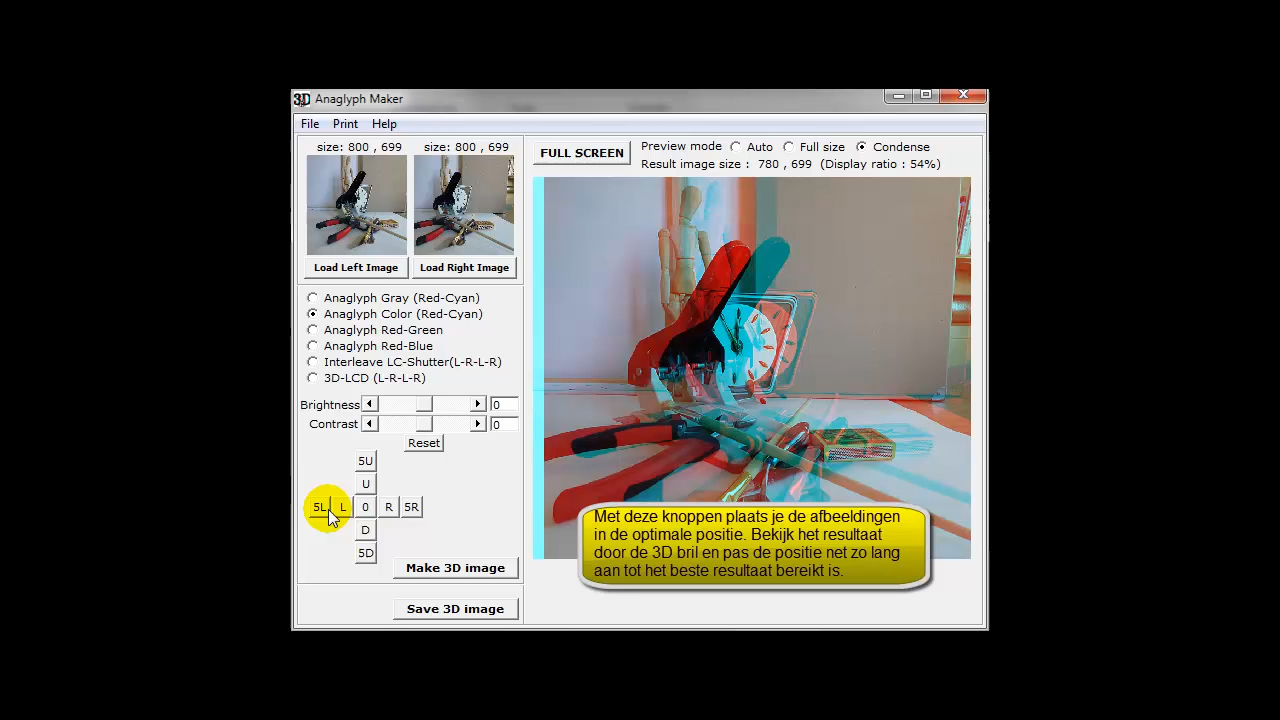 3D Anaglyph Maker
File Print Help
size: 800 , 699 size: 800 , 699
Load Left Image Load Right Image
FULL SCREEN
Preview mode Auto Full size Condense
Result image size : 780 , 699 (Display ratio : 54%)
Anaglyph Gray (Red-Cyan)
Anaglyph Color (Red-Cyan)
Anaglyph Red-Green
Anaglyph Red-Blue
Interleave LC-Shutter(L-R-L-R)
3D-LCD (L-R-L-R)
Brightness 0
Contrast 0
Reset
5U
U
5L L 0 R 5R
D
5D
Make 3D image
Save 3D image
Met deze knoppen plaats je de afbeeldingen
in de optimale positie. Bekijk het resultaat
door de 3D bril en pas de positie net zo lang
aan tot het beste resultaat bereikt is.